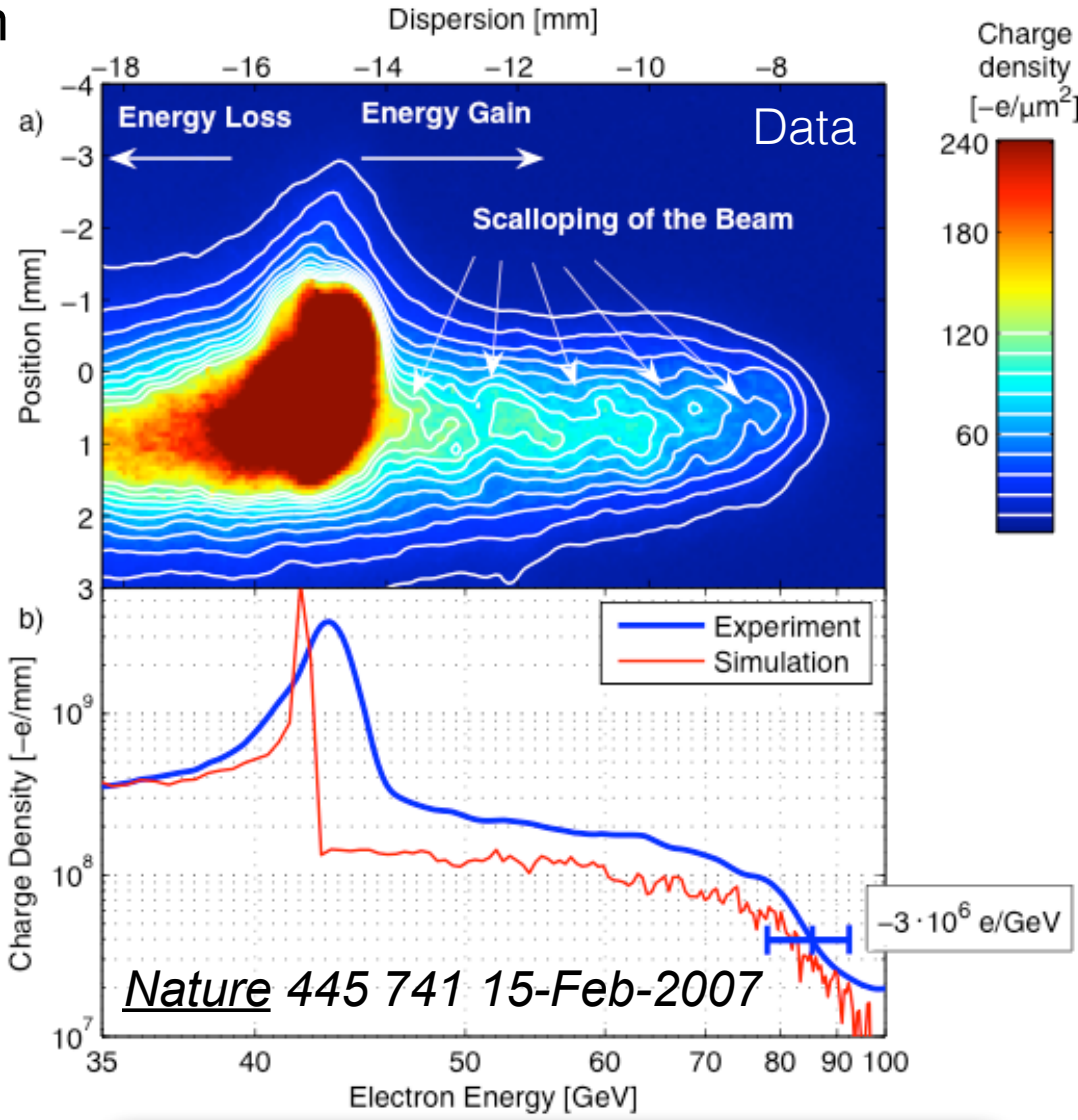 n
Dispersion [mm]
−18 −16 −14 −12 −10 −8
Charge
density
[-e/µm²]
a)
−4
−3
−2
−1
0
1
2
3
Position [mm]
Energy Loss
Energy Gain
Data
Scalloping of the Beam
240
180
120
60
b)
Experiment
Simulation
10⁹
10⁸
10⁷
Charge Density [-e/mm]
−3·10⁶ e/GeV
Nature 445 741 15-Feb-2007
35 40 50 60 70 80 90 100
Electron Energy [GeV]